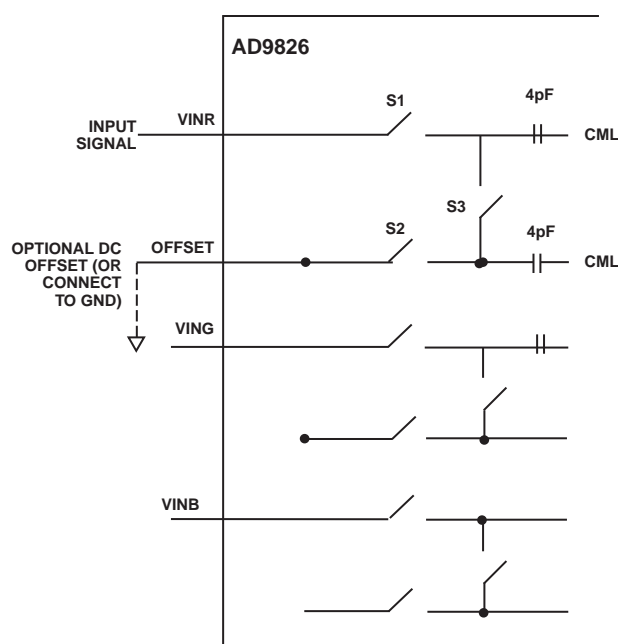 AD9826
S1
4pF
INPUT
SIGNAL
VINR
CML
S3
S2
4pF
OPTIONAL DC
OFFSET (OR
CONNECT
TO GND)
OFFSET
CML
VING
VINB